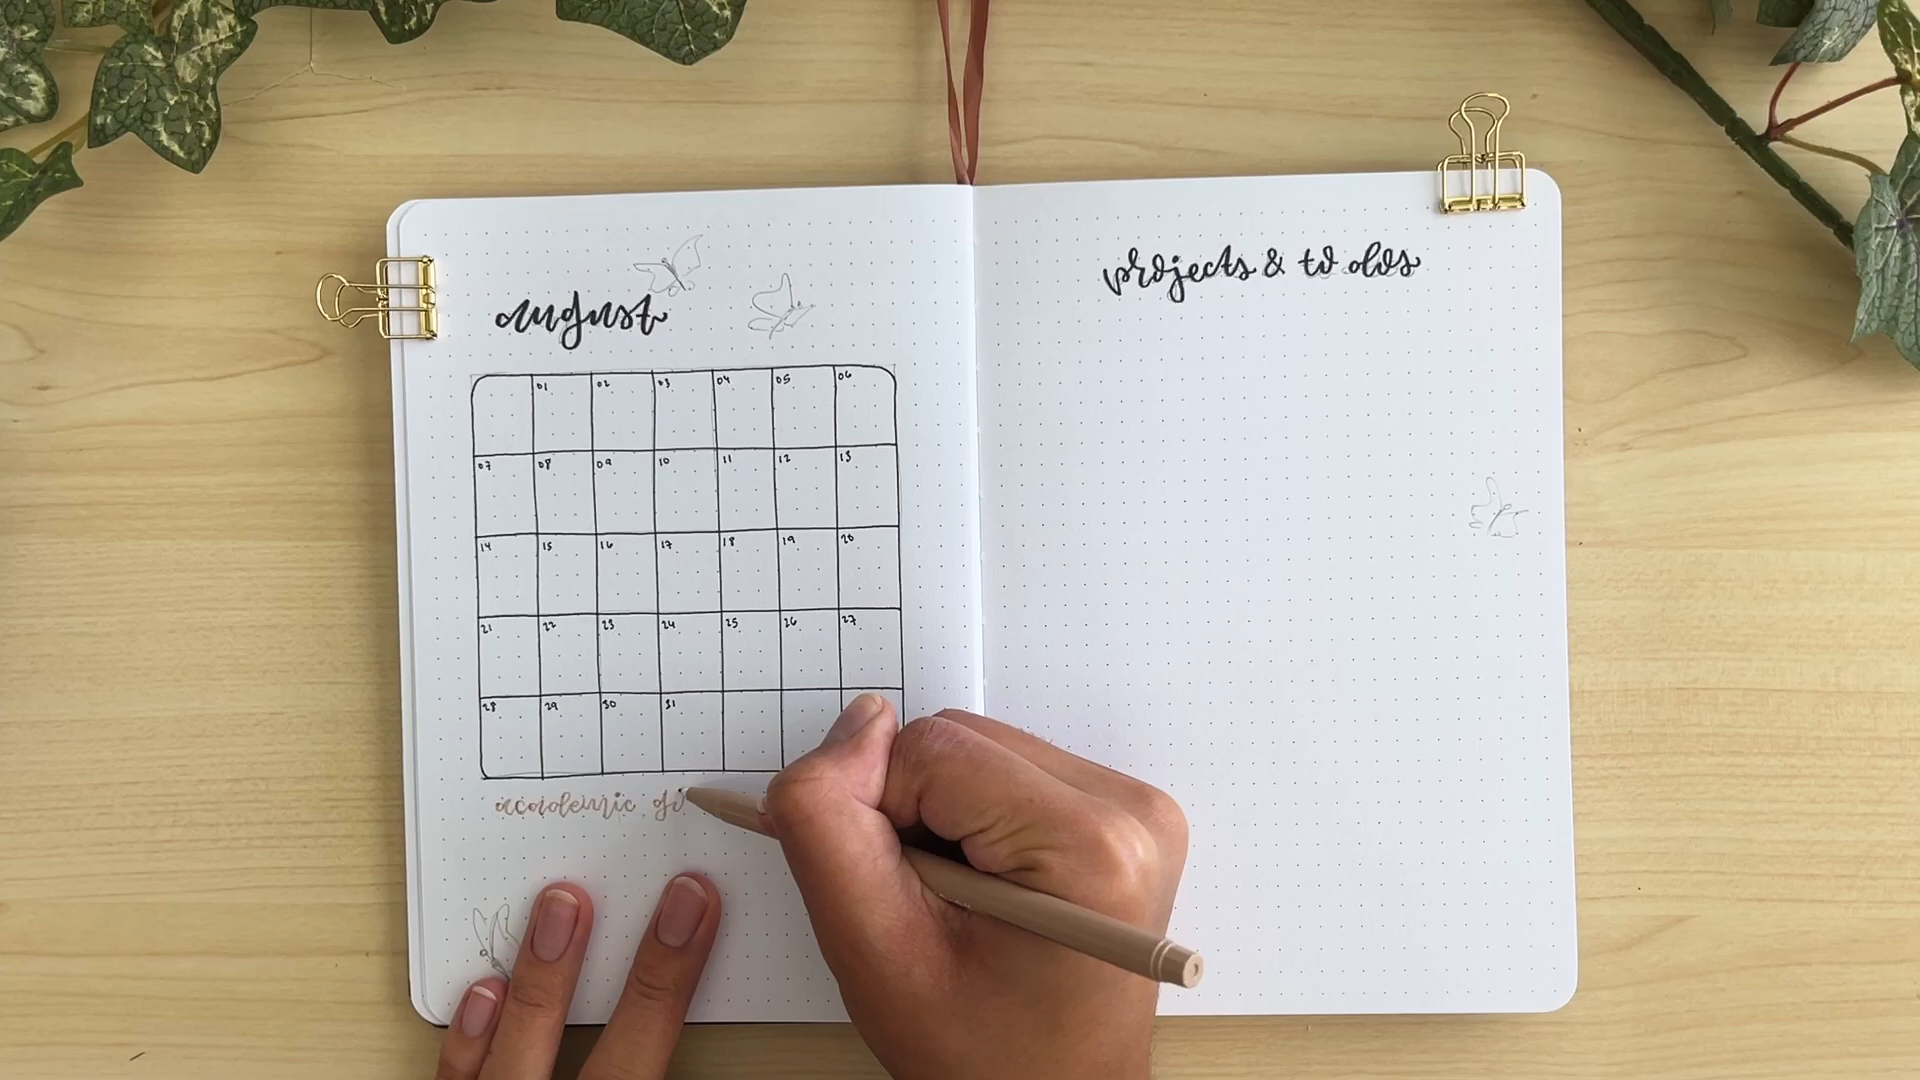 august
01 02 03 04 05 06
07 08 09 10 11 12 13
14 15 16 17 18 19 20
21 22 23 24 25 26 27
28 29 30 31
academic
projects & to dos